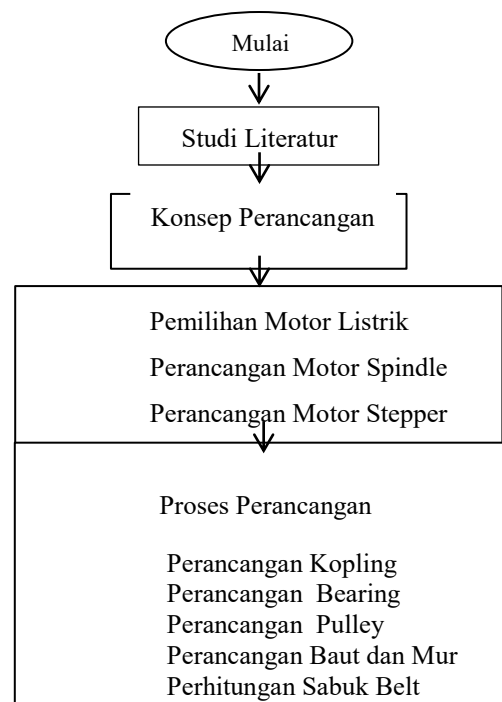 Mulai
Studi Literatur
Konsep Perancangan
Pemilihan Motor Listrik
Perancangan Motor Spindle
Perancangan Motor Stepper
Proses Perancangan
Perancangan Kopling
Perancangan Bearing
Perancangan Pulley
Perancangan Baut dan Mur
Perhitungan Sabuk Belt